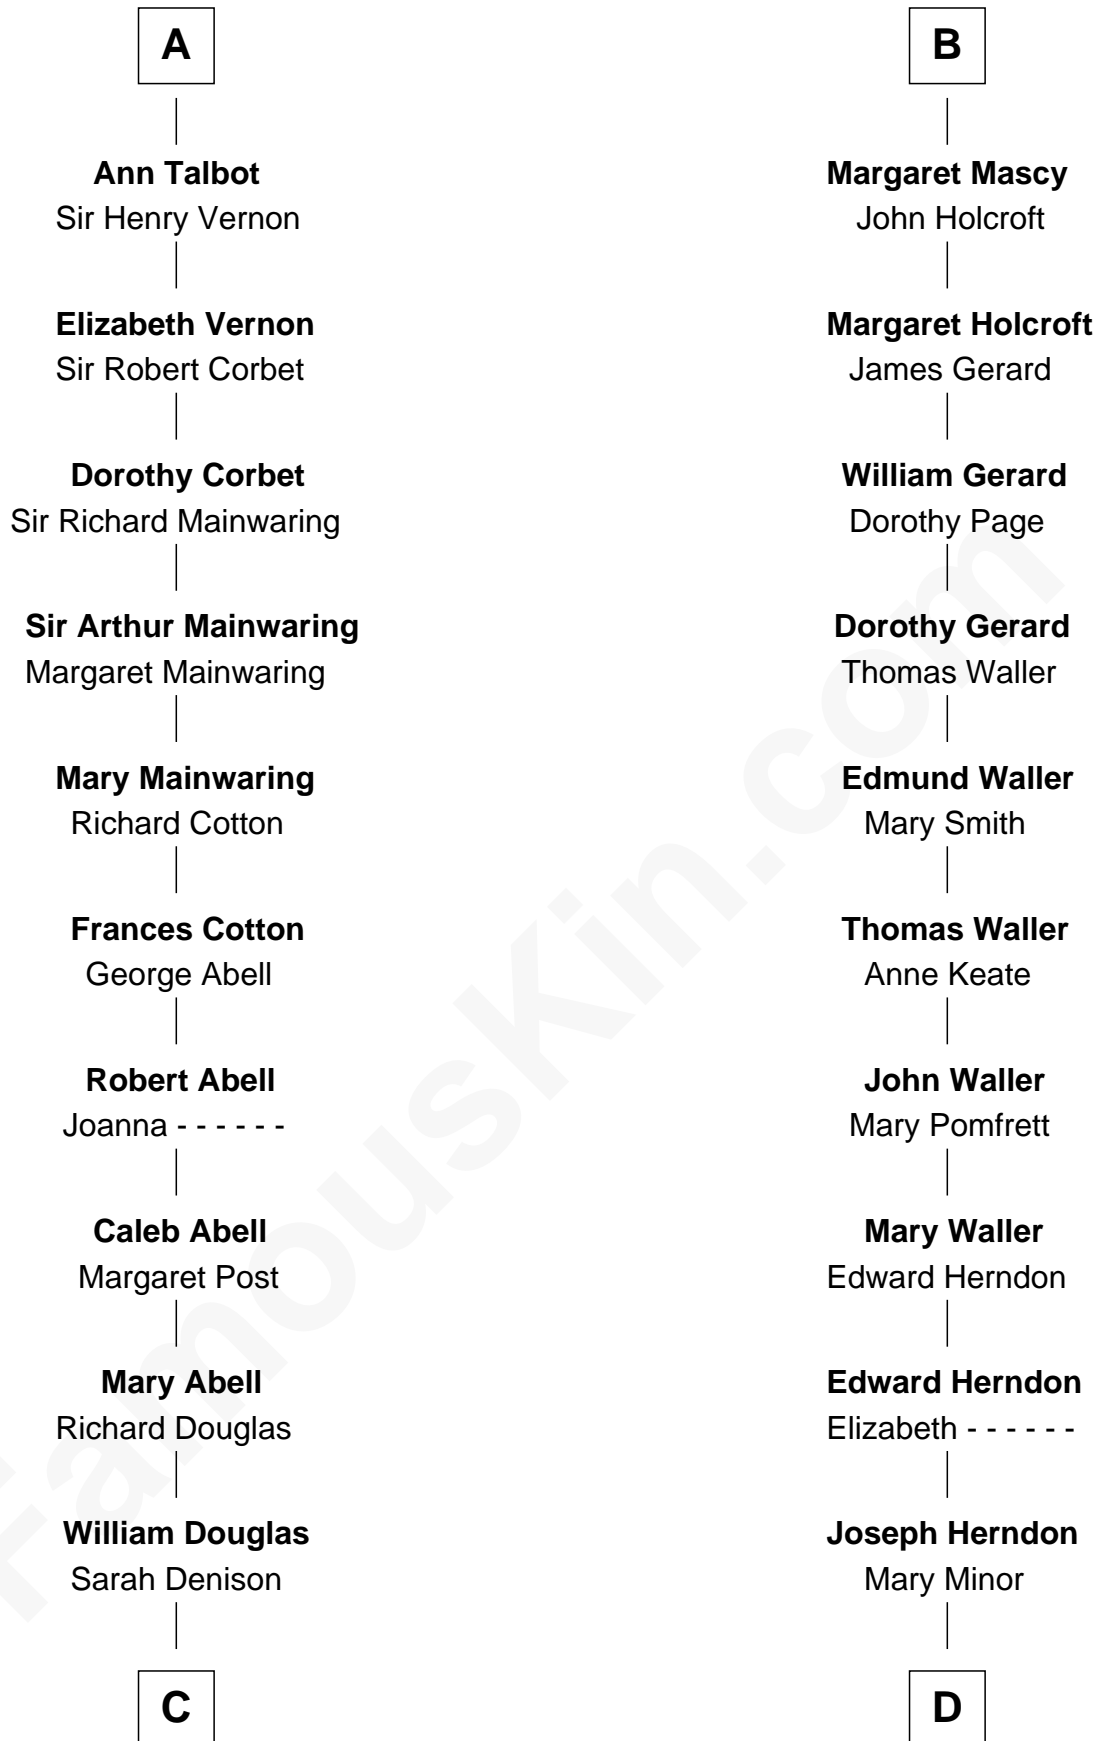 A
Ann Talbot
Sir Henry Vernon
Elizabeth Vernon
Sir Robert Corbet
Dorothy Corbet
Sir Richard Mainwaring
Sir Arthur Mainwaring
Margaret Mainwaring
Mary Mainwaring
Richard Cotton
Frances Cotton
George Abell
Robert Abell
Joanna - - - - - -
Caleb Abell
Margaret Post
Mary Abell
Richard Douglas
William Douglas
Sarah Denison
C
B
Margaret Mascy
John Holcroft
Margaret Holcroft
James Gerard
William Gerard
Dorothy Page
Dorothy Gerard
Thomas Waller
Edmund Waller
Mary Smith
Thomas Waller
Anne Keate
John Waller
Mary Pomfrett
Mary Waller
Edward Herndon
Edward Herndon
Elizabeth - - - - - -
Joseph Herndon
Mary Minor
D
FamousKin.com